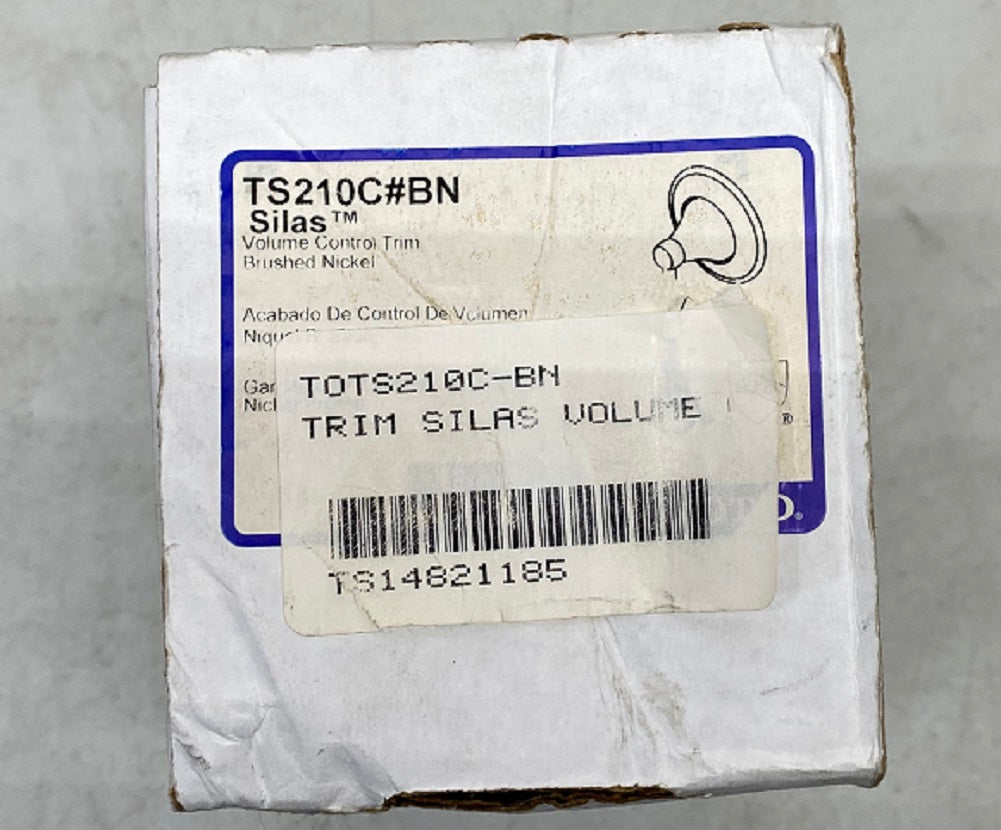 TS210C#BN
Silas™
Volume Control Trim
Brushed Nickel
Acabado De Control De Volumen
TOTS210C-BN
TRIM SILAS VOLUME
TS14821185